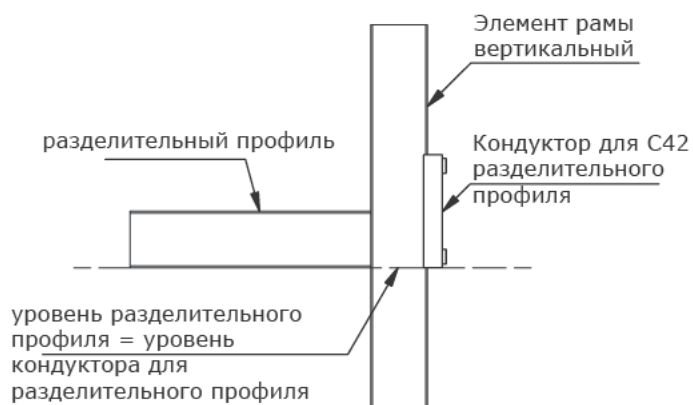 Элемент рамы
вертикальный
разделительный профиль
Кондуктор для С42
разделительного
профиля
уровень разделительного
профиля = уровень
кондуктора для
разделительного профиля